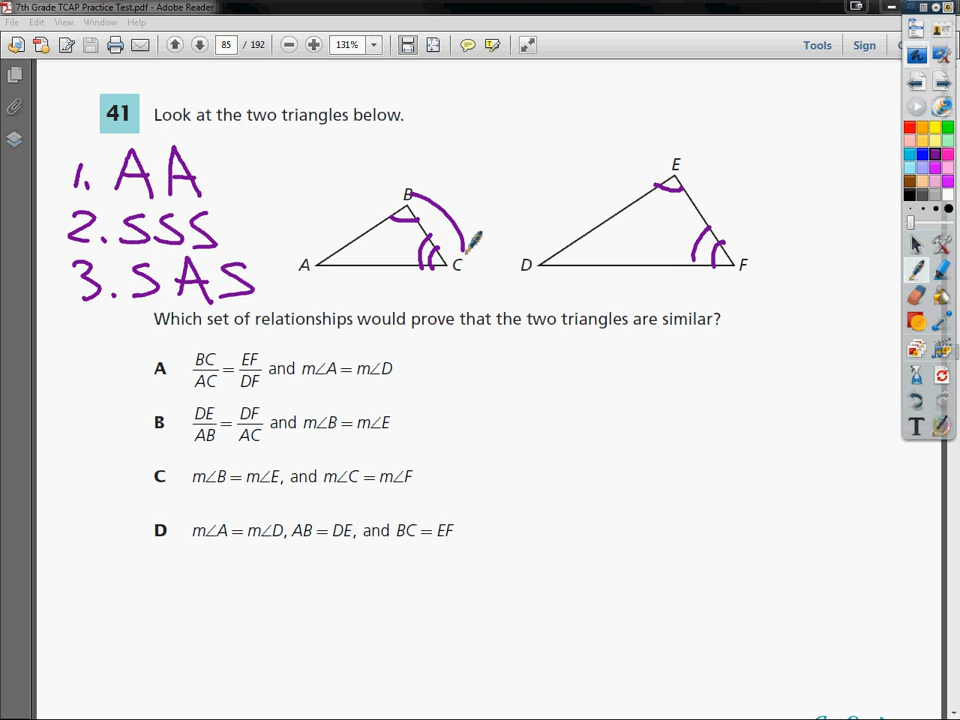 7th Grade TCAP Practice Test.pdf - Adobe Reader
File Edit View Window Help
85 / 192 131% Tools Sign
41 Look at the two triangles below.
1. AA
2. SSS
3. SAS
B
A
C
E
D
F
Which set of relationships would prove that the two triangles are similar?
A BC/AC = EF/DF and m∠A = m∠D
B DE/AB = DF/AC and m∠B = m∠E
C m∠B = m∠E, and m∠C = m∠F
D m∠A = m∠D, AB = DE, and BC = EF
T